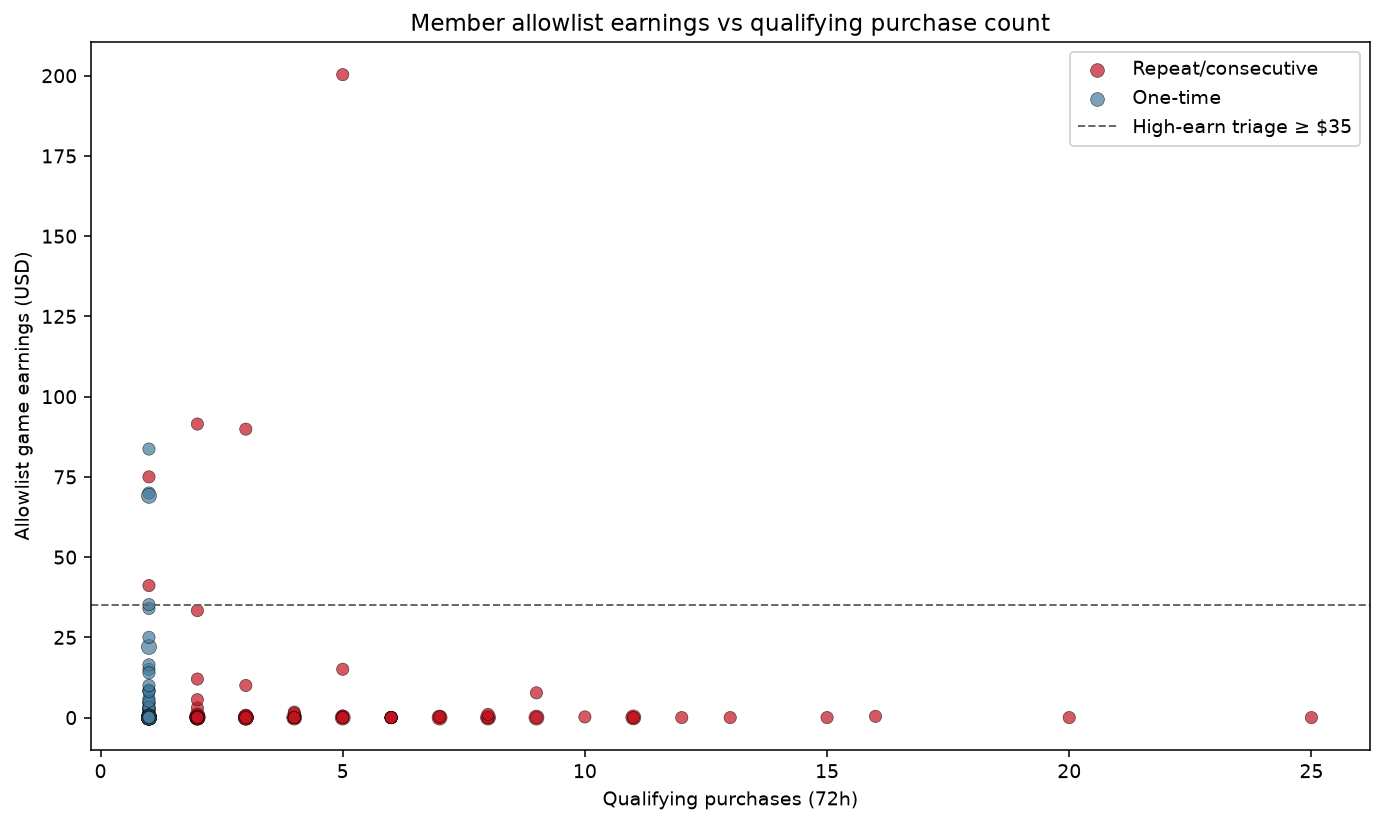 Member allowlist earnings vs qualifying purchase count
Repeat/consecutive
One-time
High-earn triage ≥ $35
Allowlist game earnings (USD)
200
175
150
125
100
75
50
25
0
0 5 10 15 20 25
Qualifying purchases (72h)